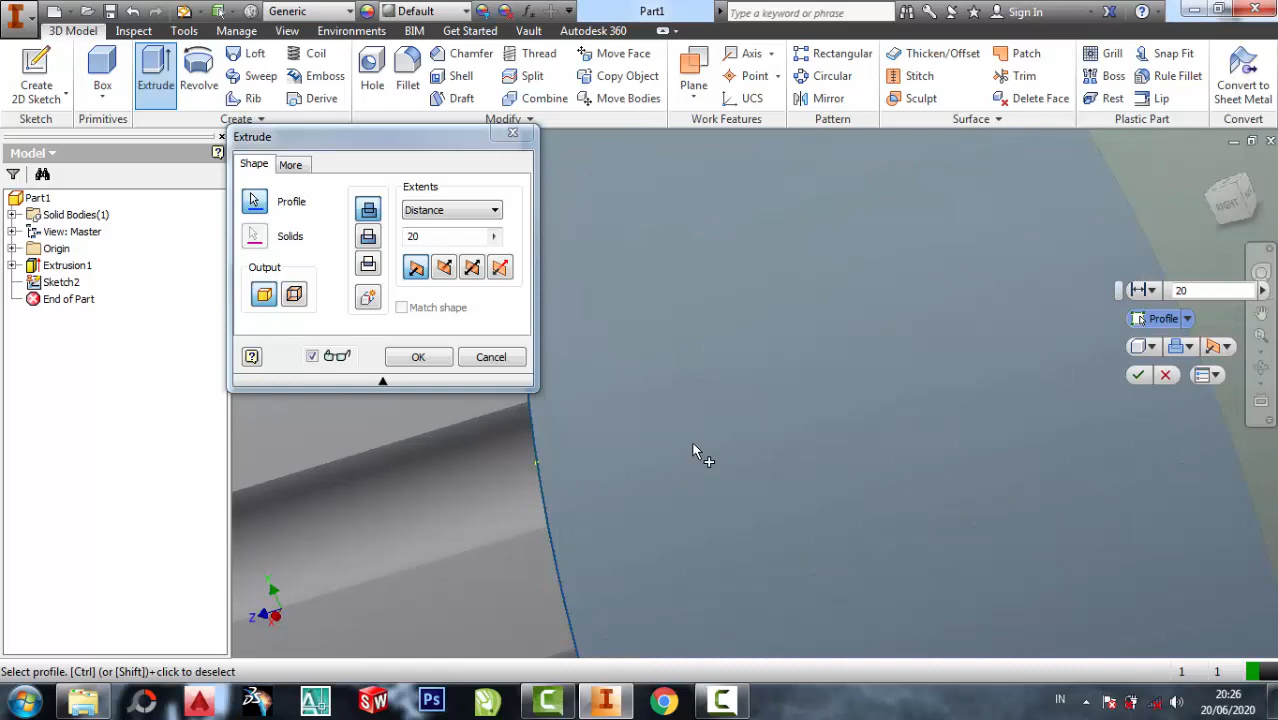 Generic
Default
Part1
Type a keyword or phrase
Sign In
3D Model
Inspect
Tools
Manage
View
Environments
BIM
Get Started
Vault
Autodesk 360
Create
2D Sketch
Box
Extrude
Revolve
Loft
Coil
Sweep
Emboss
Rib
Derive
Hole
Fillet
Chamfer
Thread
Shell
Split
Draft
Combine
Move Face
Copy Object
Move Bodies
Plane
Axis
Point
UCS
Rectangular
Circular
Mirror
Thicken/Offset
Patch
Stitch
Trim
Sculpt
Delete Face
Grill
Snap Fit
Boss
Rule Fillet
Rest
Lip
Convert to
Sheet Metal
Sketch
Primitives
Create
Modify
Work Features
Pattern
Surface
Plastic Part
Convert
Model
Part1
Solid Bodies(1)
View: Master
Origin
Extrusion1
Sketch2
End of Part
Extrude
Shape
More
Profile
Solids
Output
Extents
Distance
20
Match shape
OK
Cancel
RIGHT
20
Profile
Y
Z
X
Select profile. [Ctrl] (or [Shift])+click to deselect
1
1
SW
Ps
IN
20:26
20/06/2020